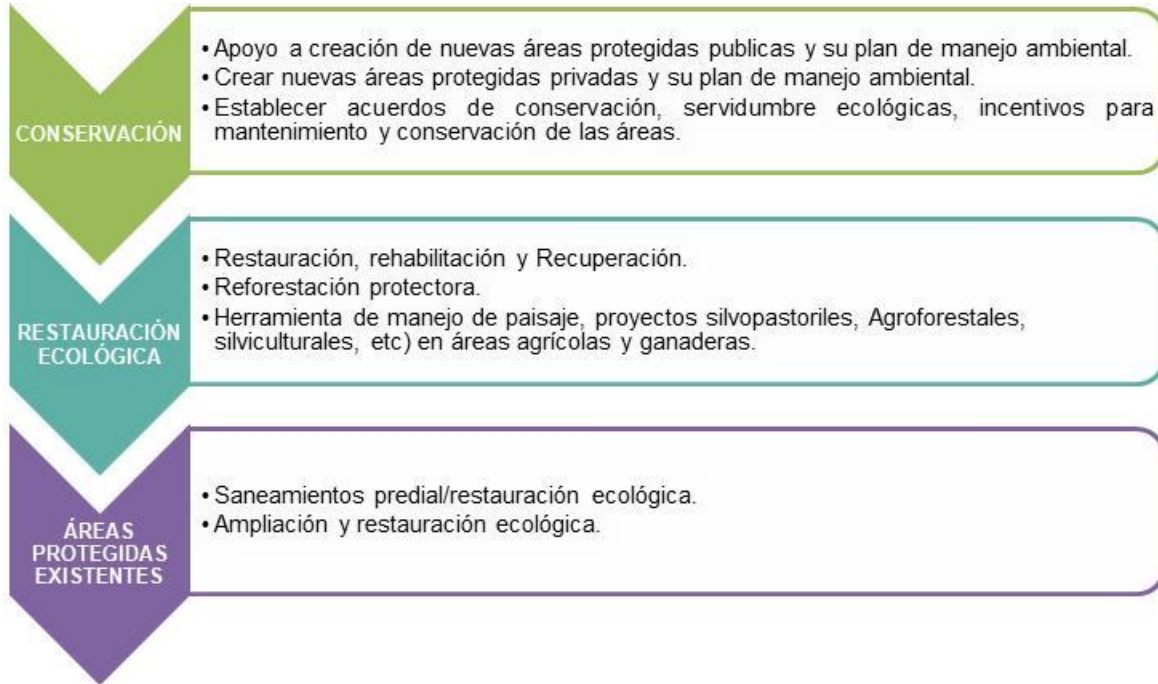 CONSERVACIÓN
• Apoyo a creación de nuevas áreas protegidas publicas y su plan de manejo ambiental.
• Crear nuevas áreas protegidas privadas y su plan de manejo ambiental.
• Establecer acuerdos de conservación, servidumbre ecológicas, incentivos para
mantenimiento y conservación de las áreas.
RESTAURACIÓN
ECOLÓGICA
• Restauración, rehabilitación y Recuperación.
• Reforestación protectora.
• Herramienta de manejo de paisaje, proyectos silvopastoriles, Agroforestales,
silviculturales, etc) en áreas agrícolas y ganaderas.
ÁREAS
PROTEGIDAS
EXISTENTES
• Saneamientos predial/restauración ecológica.
• Ampliación y restauración ecológica.